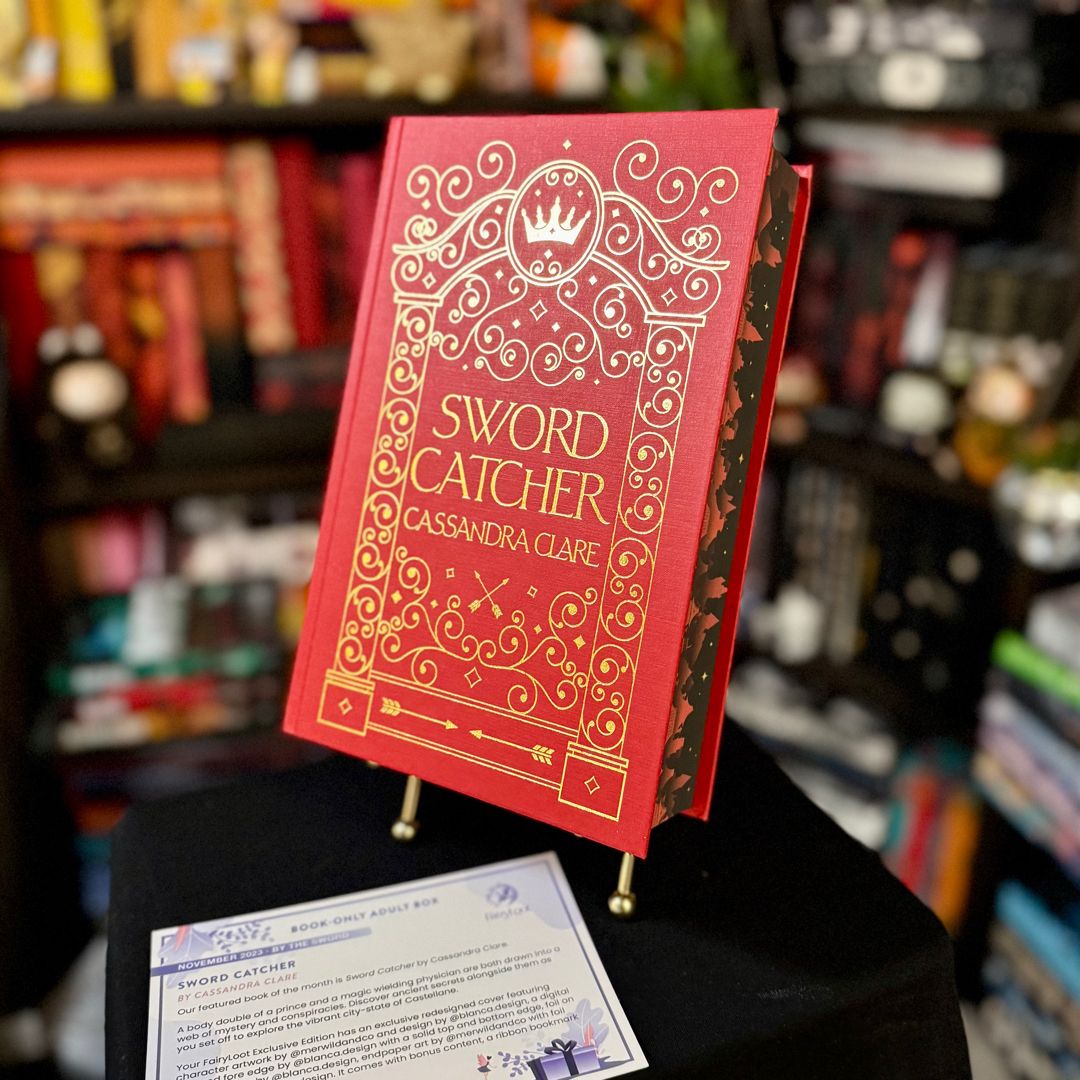 SWORD
CATCHER
CASSANDRA CLARE
BOOK-ONLY ADULT BOX
FairyLoot
NOVEMBER 2023 - BY THE SWORD
SWORD CATCHER
BY CASSANDRA CLARE
Our featured book of the month is Sword Catcher by Cassandra Clare.
A body double of a prince and a magic wielding physician are both drawn into a
web of mystery and conspiracies. Discover ancient secrets alongside them as
you set off to explore the vibrant city-state of Castellane.
Your FairyLoot Exclusive Edition has an exclusive redesigned cover featuring
character artwork by @merwildandco and design by @blanca.design, a digital
fore edge by @blanca.design with a solid top and bottom edge, foil on
by @blanca.design, endpaper art by @merwildandco with foil
design. It comes with bonus content, a ribbon bookmark